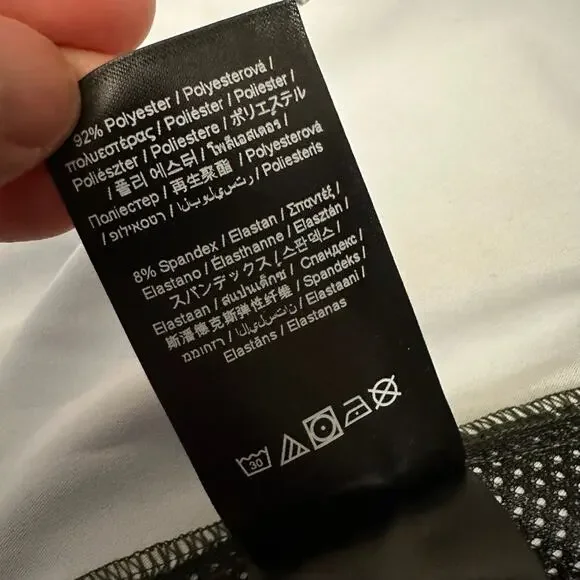 92% Polyester / Polyesterová /
πολυεστέρας / Poliéster / Poliester /
Poliészter / Poliestere / ポリエステル
/ 폴리 에스터 / โพลีเอสเตอร์ / Polyesterová
Полиестер / 再生聚酯 / البوليستر / Poliesteris
/ פוליאסטר
8% Spandex / Elastan / Σπαντέξ /
Elastano / Élasthanne / Elasztán /
スパンデックス / 스판덱스 /
Elastaan / สแปนเด็กซ์ / Спандекс /
斯潘德克斯弹性纤维 / Spandeks /
Elastaani /
Elastāns / Elastanas
30